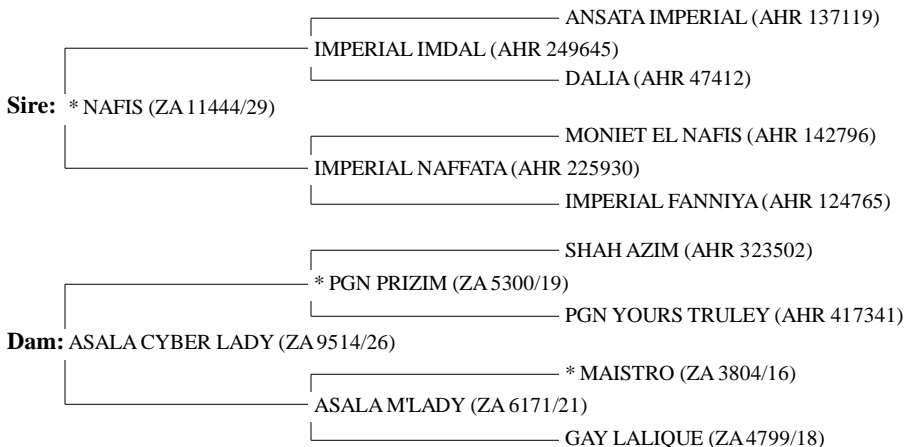 ANSATA IMPERIAL (AHR 137119)
IMPERIAL IMDAL (AHR 249645)
DALIA (AHR 47412)
Sire: * NAFIS (ZA 11444/29)
MONIET EL NAFIS (AHR 142796)
IMPERIAL NAFFATA (AHR 225930)
IMPERIAL FANNIYA (AHR 124765)
SHAH AZIM (AHR 323502)
* PGN PRIZIM (ZA 5300/19)
PGN YOURS TRULEY (AHR 417341)
Dam: ASALA CYBER LADY (ZA 9514/26)
* MAISTRO (ZA 3804/16)
ASALA M'LADY (ZA 6171/21)
GAY LALIQUE (ZA 4799/18)